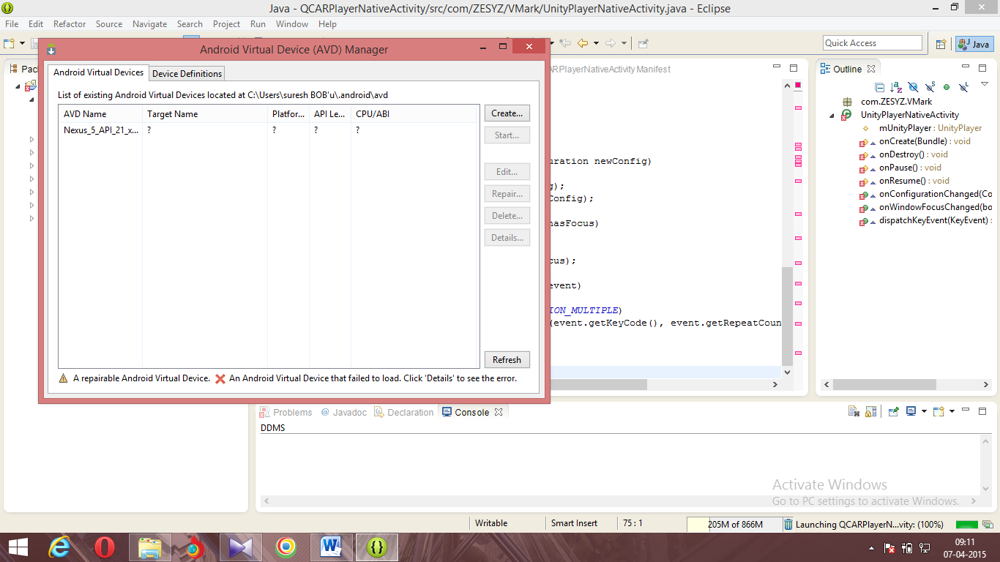 Java - QCARPlayerNativeActivity/src/com/ZESYZ/VMark/UnityPlayerNativeActivity.java - Eclipse
File Edit Refactor Source Navigate Search Project Run Window Help
Quick Access
Java
Android Virtual Device (AVD) Manager
Android Virtual Devices
Device Definitions
List of existing Android Virtual Devices located at C:\Users\suresh BOB'u\.android\avd
AVD Name Target Name Platfor... API Le... CPU/ABI
Nexus_5_API_21_x... ? ? ? ?
Create...
Start...
Edit...
Repair...
Delete...
Details...
Refresh
A repairable Android Virtual Device. An Android Virtual Device that failed to load. Click 'Details' to see the error.
Pac
ARPlayerNativeActivity Manifest
uration newConfig)
g);
Config);
hasFocus)
cus);
event)
ION_MULTIPLE)
(event.getKeyCode(), event.getRepeatCoun
Outline
com.ZESYZ.VMark
UnityPlayerNativeActivity
mUnityPlayer : UnityPlayer
onCreate(Bundle) : void
onDestroy() : void
onPause() : void
onResume() : void
onConfigurationChanged(Co
onWindowFocusChanged(bo
dispatchKeyEvent(KeyEvent) :
Problems @ Javadoc Declaration Console
DDMS
Activate Windows
Go to PC settings to activate Windows.
Writable
Smart Insert
75 : 1
205M of 866M
Launching QCARPlayerN...vity: (100%)
09:11
07-04-2015